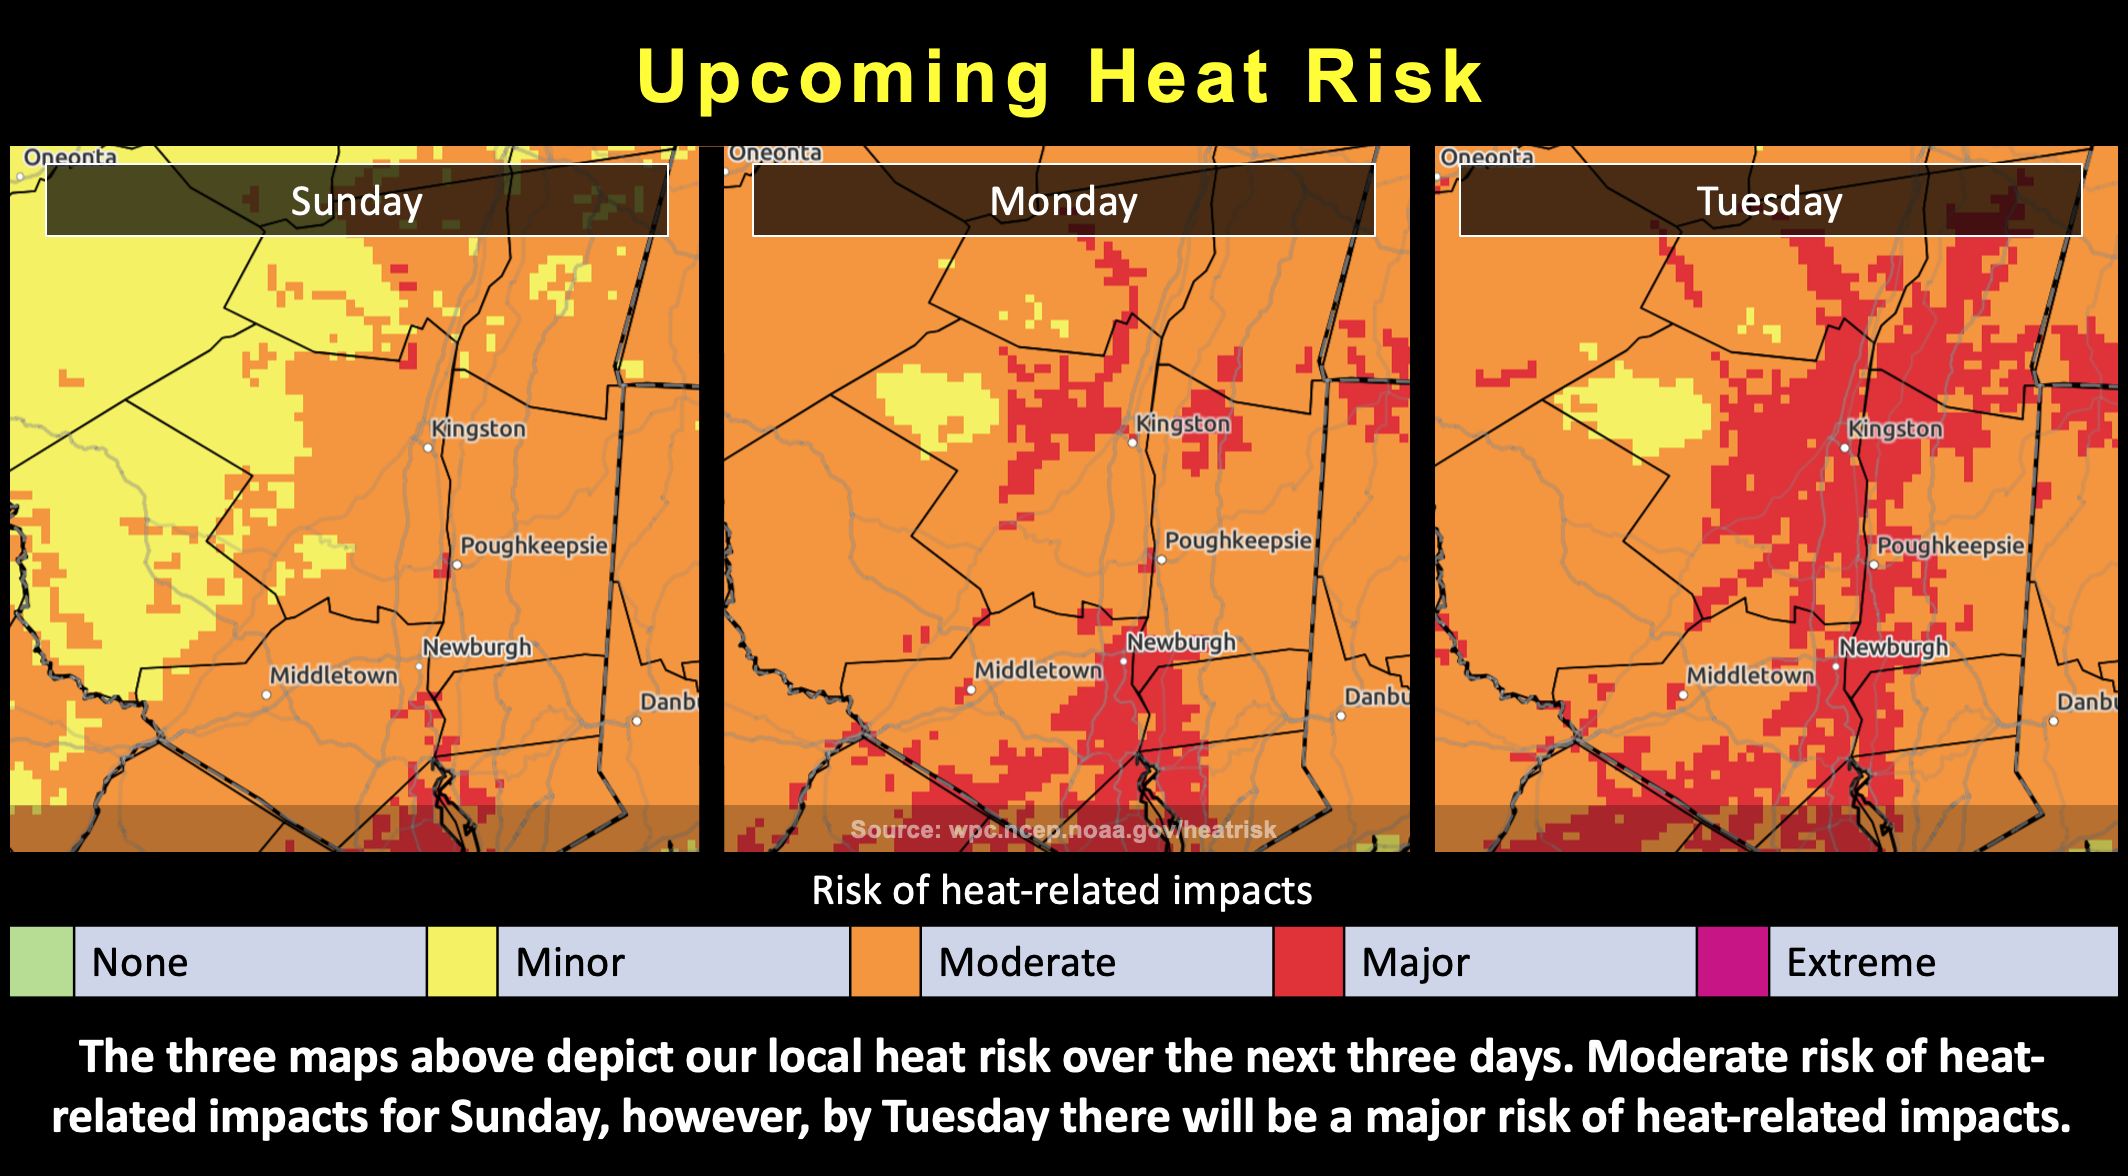 Upcoming Heat Risk
Sunday
Monday
Tuesday
Oneonta
Kingston
Poughkeepsie
Newburgh
Middletown
Danb
Oneonta
Kingston
Poughkeepsie
Newburgh
Middletown
Danbu
Oneonta
Kingston
Poughkeepsie
Newburgh
Middletown
Danbu
Source: wpc.ncep.noaa.gov/heatrisk
Risk of heat-related impacts
None
Minor
Moderate
Major
Extreme
The three maps above depict our local heat risk over the next three days. Moderate risk of heat-
related impacts for Sunday, however, by Tuesday there will be a major risk of heat-related impacts.